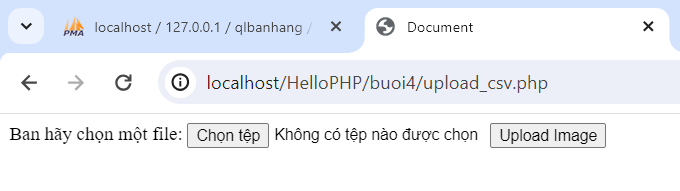 PMA localhost / 127.0.0.1 / qlbanhang / Document
localhost/HelloPHP/buoi4/upload_csv.php
Ban hãy chọn một file: Chọn tệp Không có tệp nào được chọn Upload Image